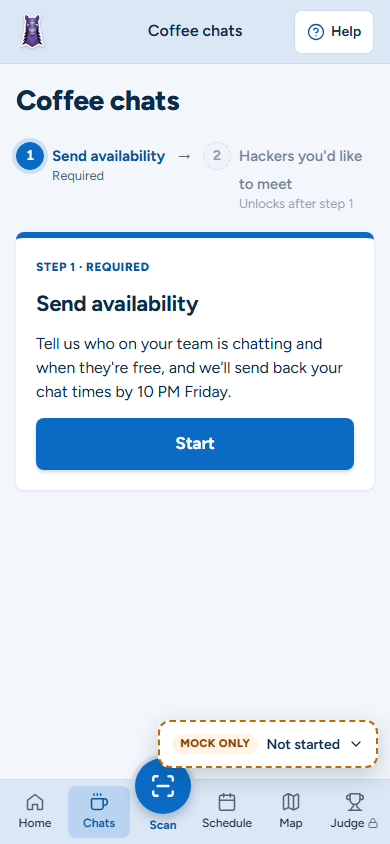 Coffee chats
Help
Coffee chats
1 Send availability → 2 Hackers you'd like to meet
Required
Unlocks after step 1
STEP 1 · REQUIRED
Send availability
Tell us who on your team is chatting and
when they're free, and we'll send back your
chat times by 10 PM Friday.
Start
MOCK ONLY Not started
Home Chats Scan Schedule Map Judge